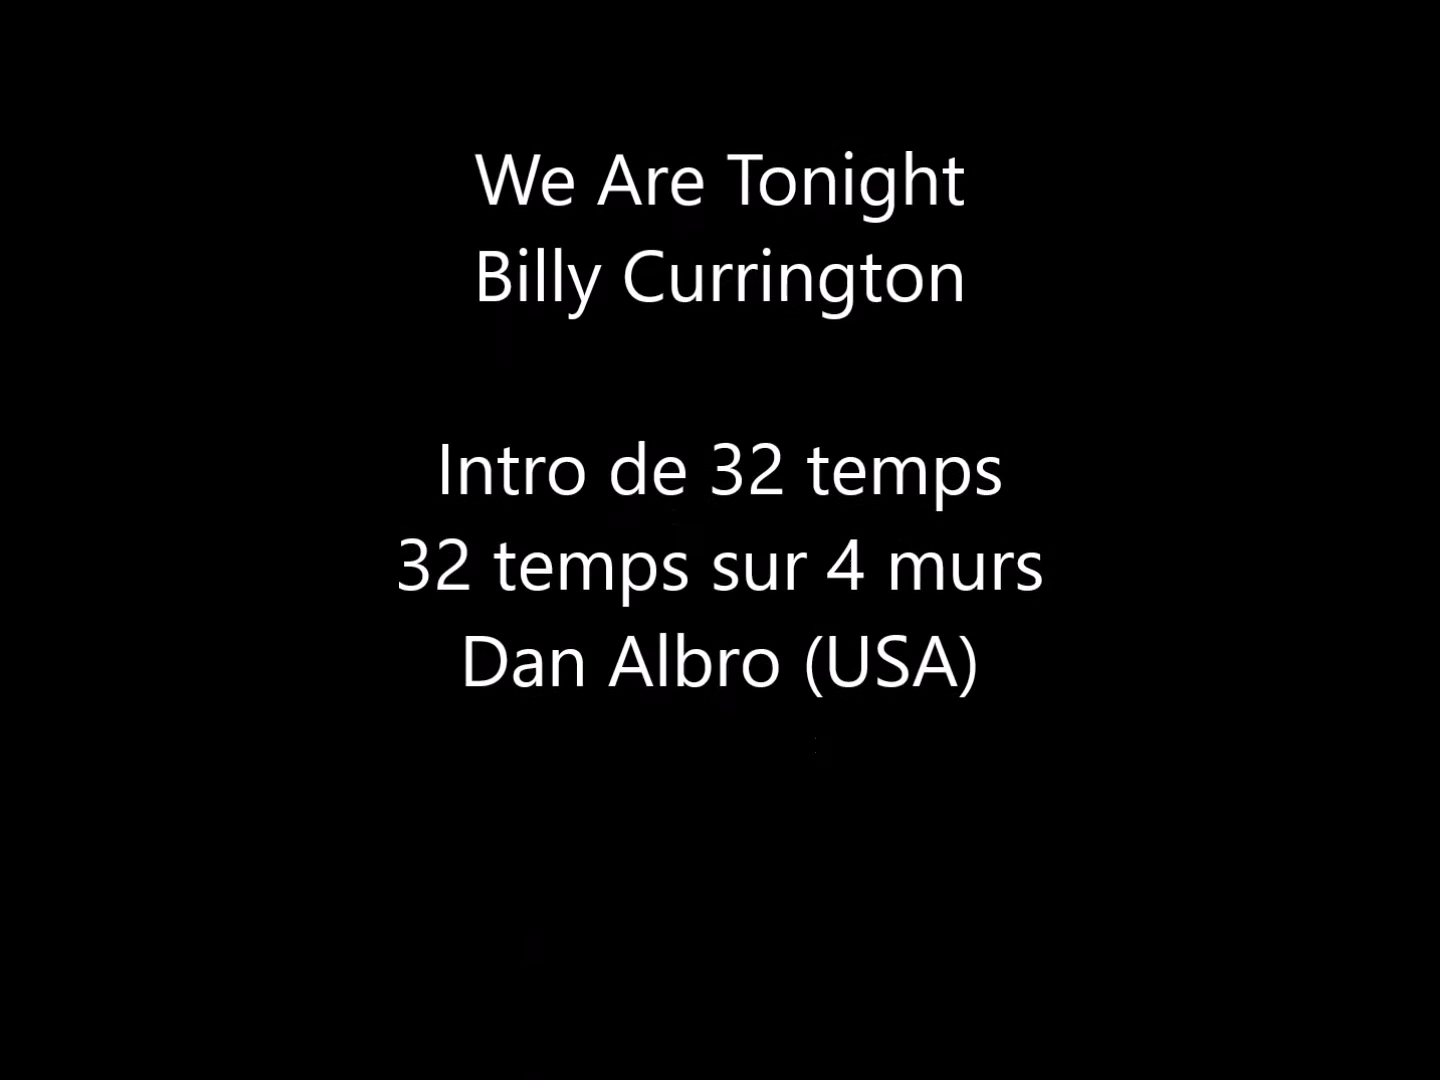 We Are Tonight
Billy Currington
Intro de 32 temps
32 temps sur 4 murs
Dan Albro (USA)